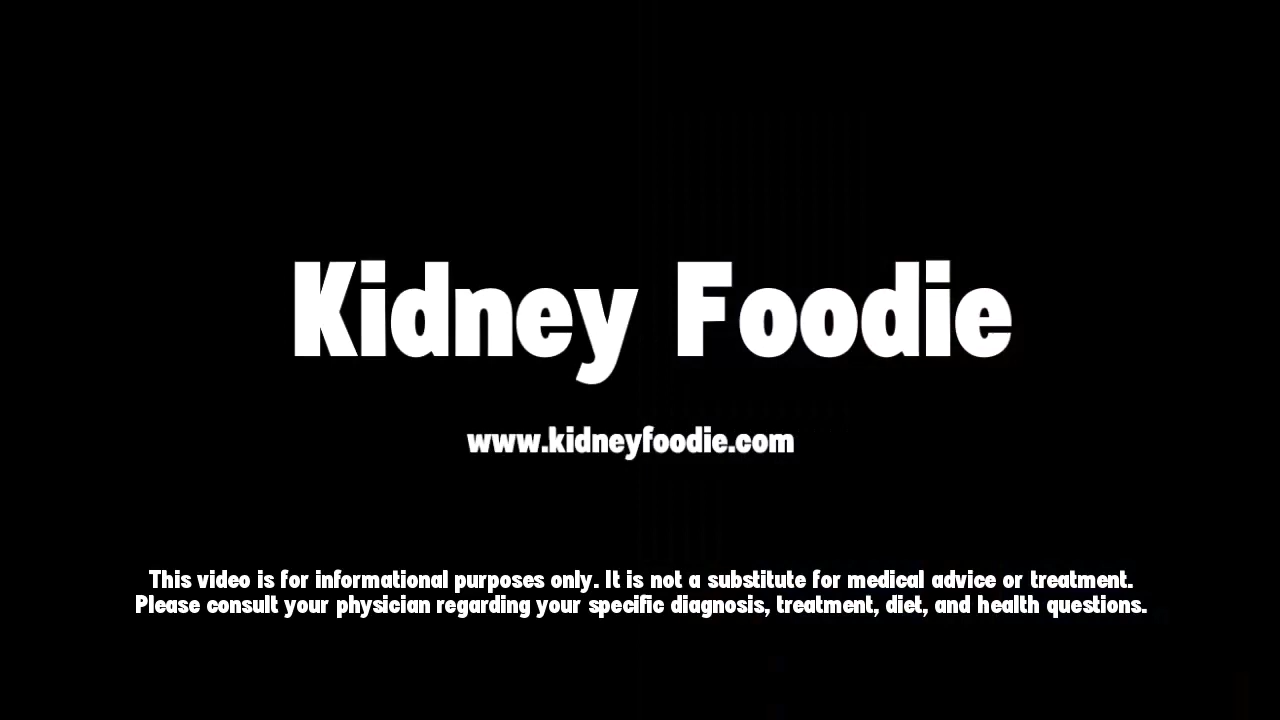 Kidney Foodie
www.kidneyfoodie.com
This video is for informational purposes only. It is not a substitute for medical advice or treatment.
Please consult your physician regarding your specific diagnosis, treatment, diet, and health questions.